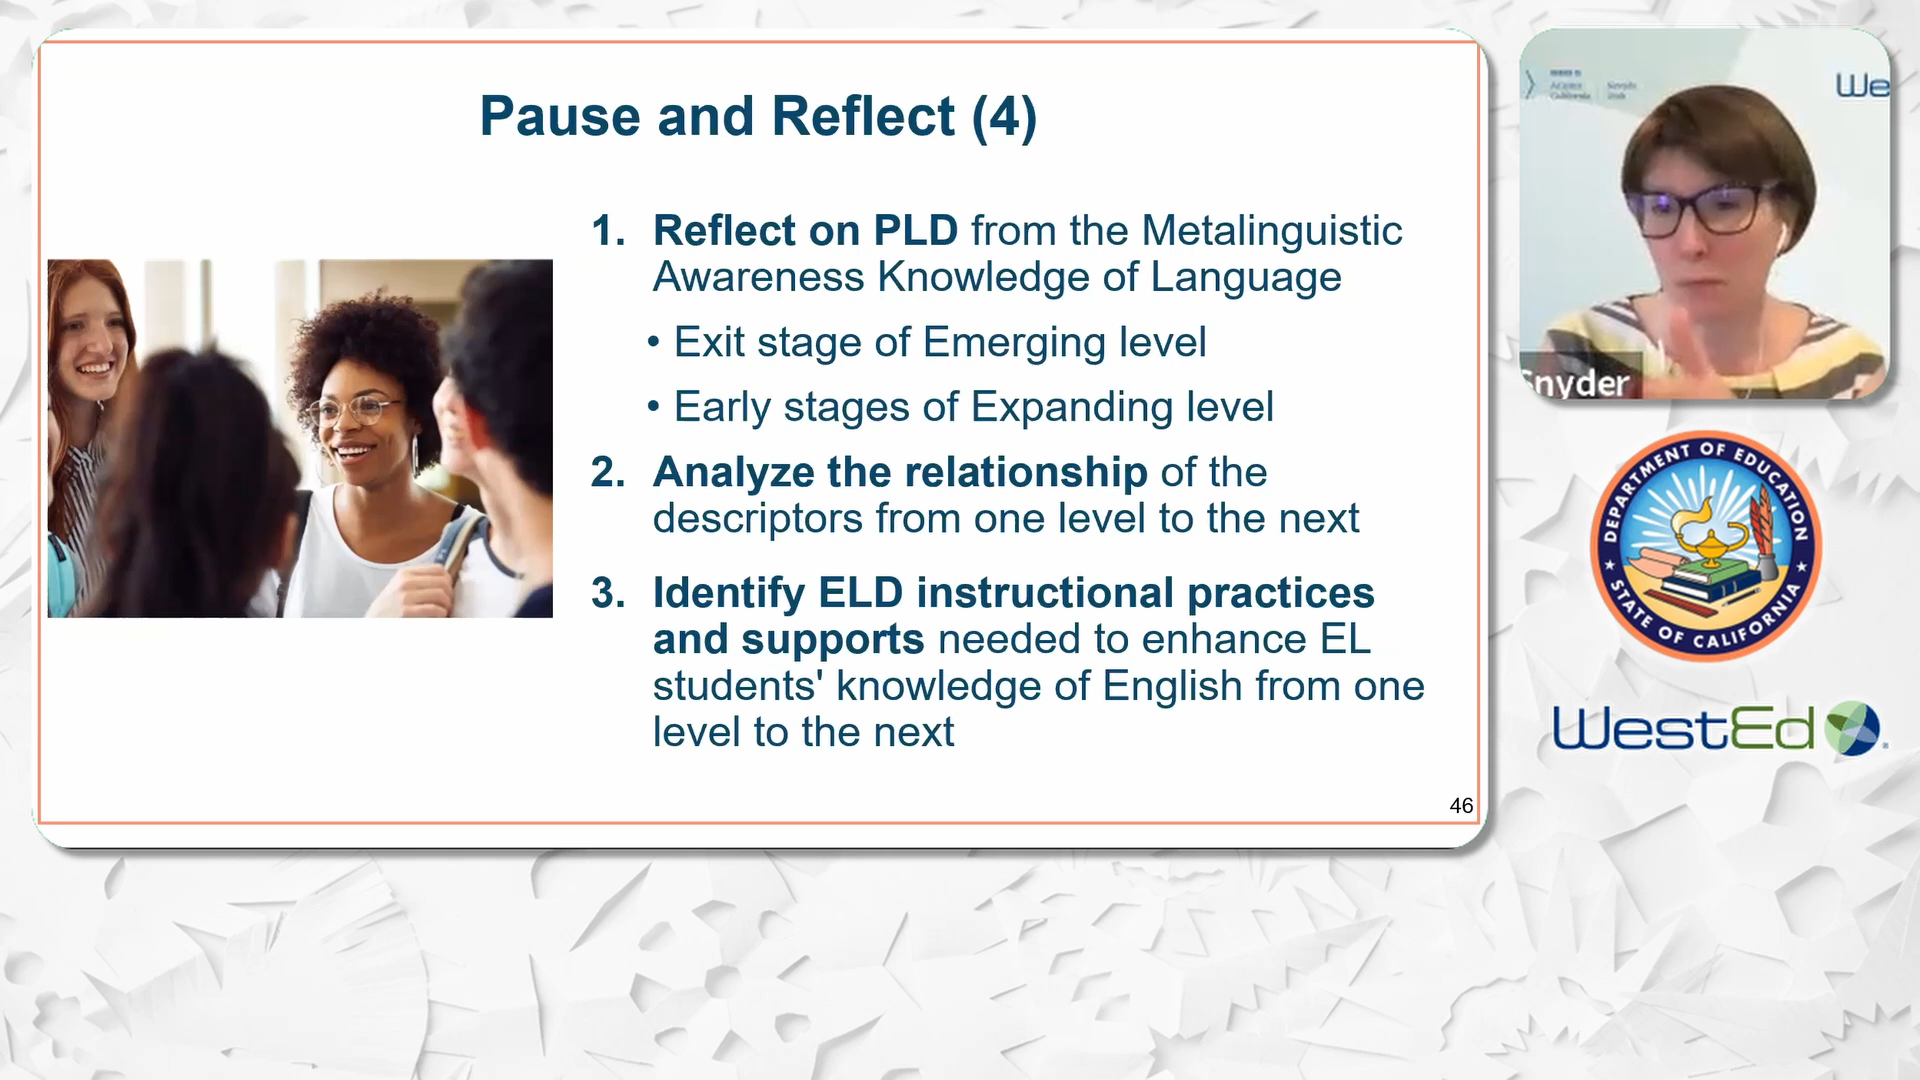 Pause and Reflect (4)
1. Reflect on PLD from the Metalinguistic
Awareness Knowledge of Language
• Exit stage of Emerging level
• Early stages of Expanding level
2. Analyze the relationship of the
descriptors from one level to the next
3. Identify ELD instructional practices
and supports needed to enhance EL
students' knowledge of English from one
level to the next
46
We
Snyder
DEPARTMENT OF EDUCATION
STATE OF CALIFORNIA
WestEd